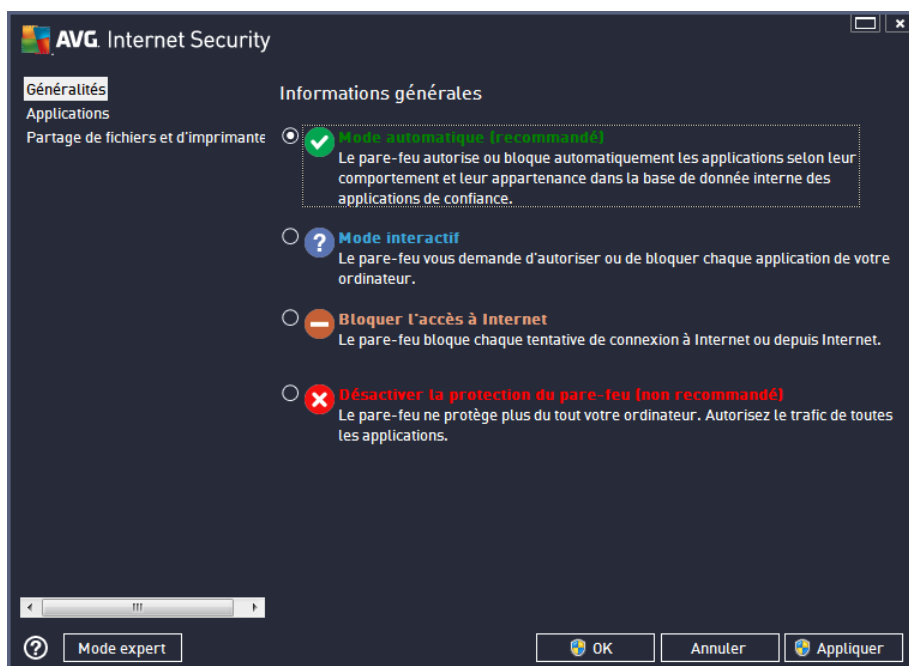 AVG. Internet Security
Généralités
Applications
Partage de fichiers et d'imprimante
Informations générales
Mode automatique (recommandé)
Le pare-feu autorise ou bloque automatiquement les applications selon leur
comportement et leur appartenance dans la base de donnée interne des
applications de confiance.
Mode interactif
Le pare-feu vous demande d'autoriser ou de bloquer chaque application de votre
ordinateur.
Bloquer l'accès à Internet
Le pare-feu bloque chaque tentative de connexion à Internet ou depuis Internet.
Désactiver la protection du pare-feu (non recommandé)
Le pare-feu ne protège plus du tout votre ordinateur. Autorisez le trafic de toutes
les applications.
Mode expert
OK
Annuler
Appliquer